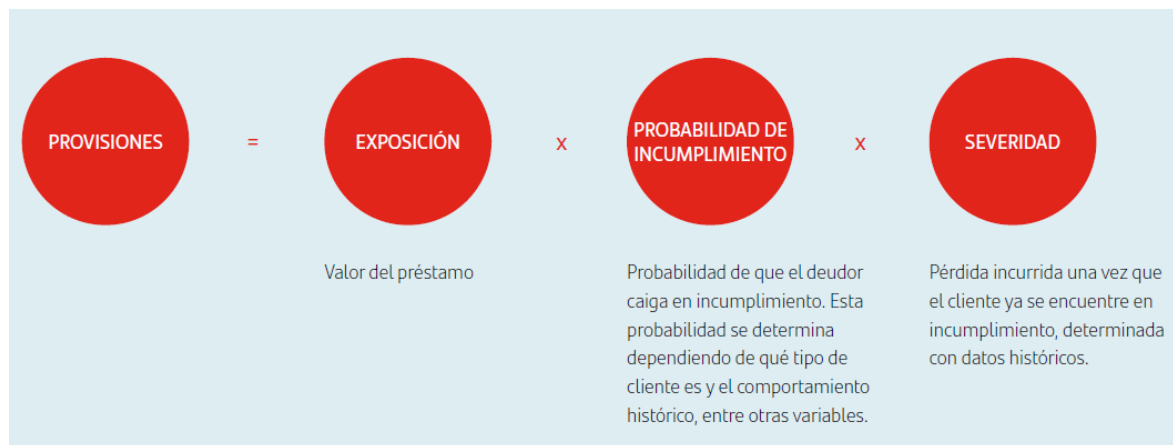 PROVISIONES
=
EXPOSICIÓN
x
PROBABILIDAD DE
INCUMPLIMIENTO
x
SEVERIDAD
Valor del préstamo
Probabilidad de que el deudor
caiga en incumplimiento. Esta
probabilidad se determina
dependiendo de qué tipo de
cliente es y el comportamiento
histórico, entre otras variables.
Pérdida incurrida una vez que
el cliente ya se encuentre en
incumplimiento, determinada
con datos históricos.